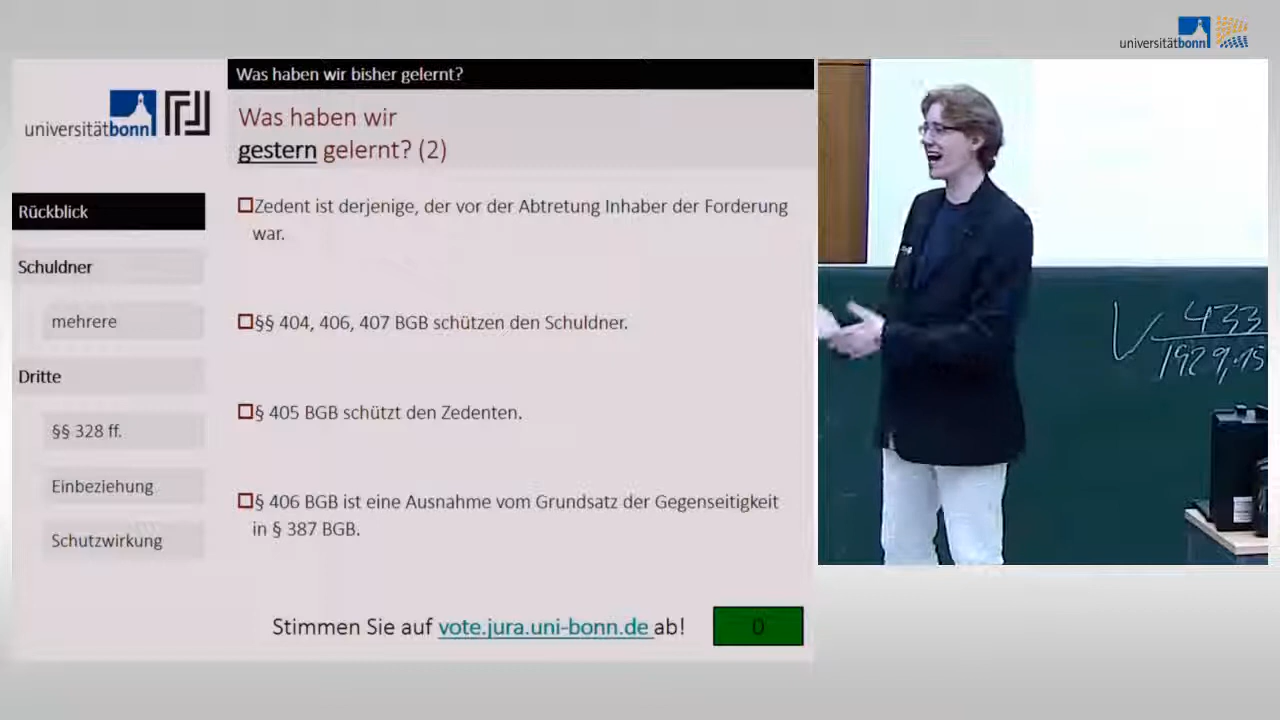 universitätbonn
Was haben wir bisher gelernt?
universitätbonn
Was haben wir
gestern gelernt? (2)
Rückblick
Schuldner
mehrere
Dritte
§§ 328 ff.
Einbeziehung
Schutzwirkung
Zedent ist derjenige, der vor der Abtretung Inhaber der Forderung
war.
§§ 404, 406, 407 BGB schützen den Schuldner.
§ 405 BGB schützt den Zedenten.
§ 406 BGB ist eine Ausnahme vom Grundsatz der Gegenseitigkeit
in § 387 BGB.
Stimmen Sie auf vote.jura.uni-bonn.de ab!
0
433
1929,15